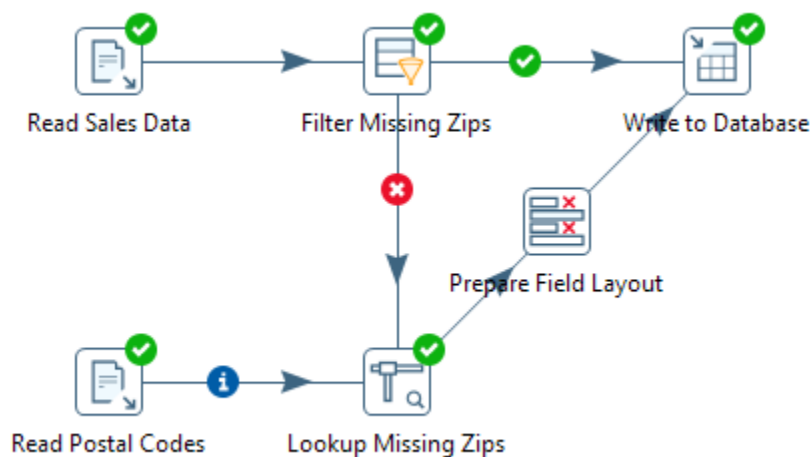 Read Sales Data
Filter Missing Zips
Write to Database
Prepare Field Layout
Read Postal Codes
Lookup Missing Zips